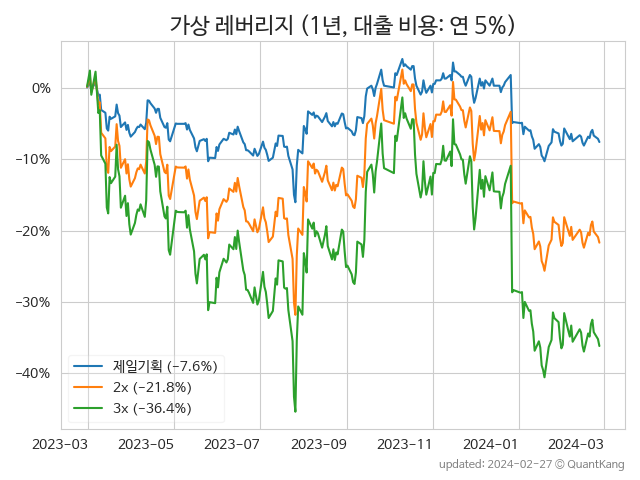 가상 레버리지 (1년, 대출 비용: 연 5%)
0%
−10%
−20%
−30%
−40%
제일기획 (−7.6%)
2x (−21.8%)
3x (−36.4%)
2023-03 2023-05 2023-07 2023-09 2023-11 2024-01 2024-03
updated: 2024-02-27 © QuantKang